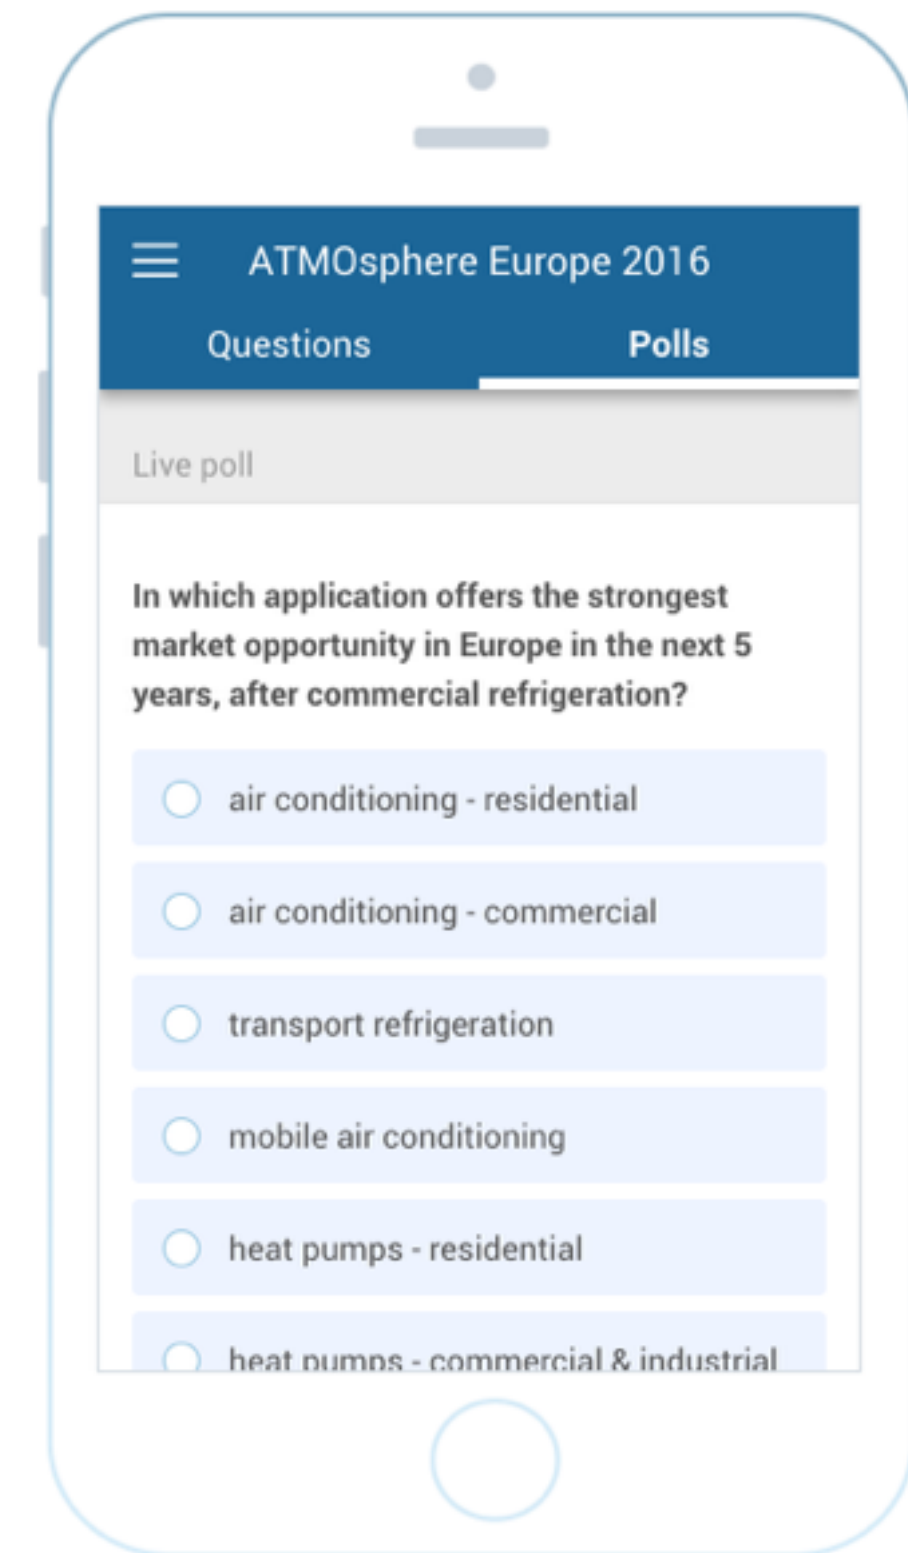 ATMOsphere Europe 2016
Questions Polls
Live poll
In which application offers the strongest
market opportunity in Europe in the next 5
years, after commercial refrigeration?
air conditioning - residential
air conditioning - commercial
transport refrigeration
mobile air conditioning
heat pumps - residential
heat pumps - commercial & industrial